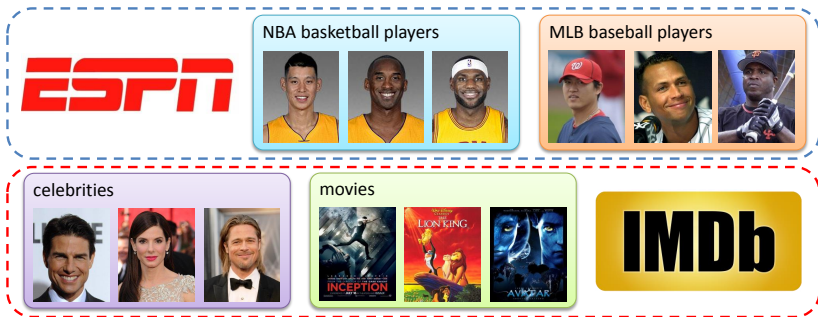 ESPN
NBA basketball players
MLB baseball players
celebrities
movies
INCEPTION
THE LION KING
AVATAR
IMDb